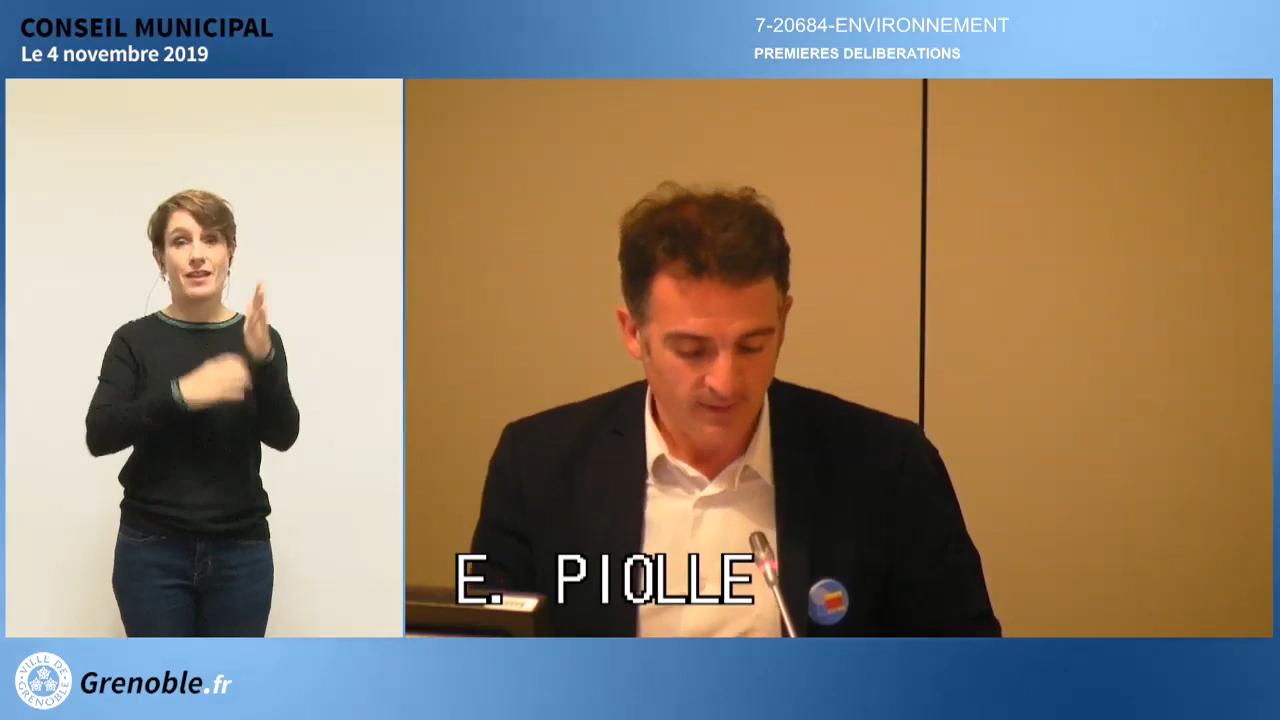 CONSEIL MUNICIPAL
Le 4 novembre 2019
7-20684-ENVIRONNEMENT
PREMIERES DELIBERATIONS
E. PIOLLE
VILLE DE
GRENOBLE
Grenoble.fr